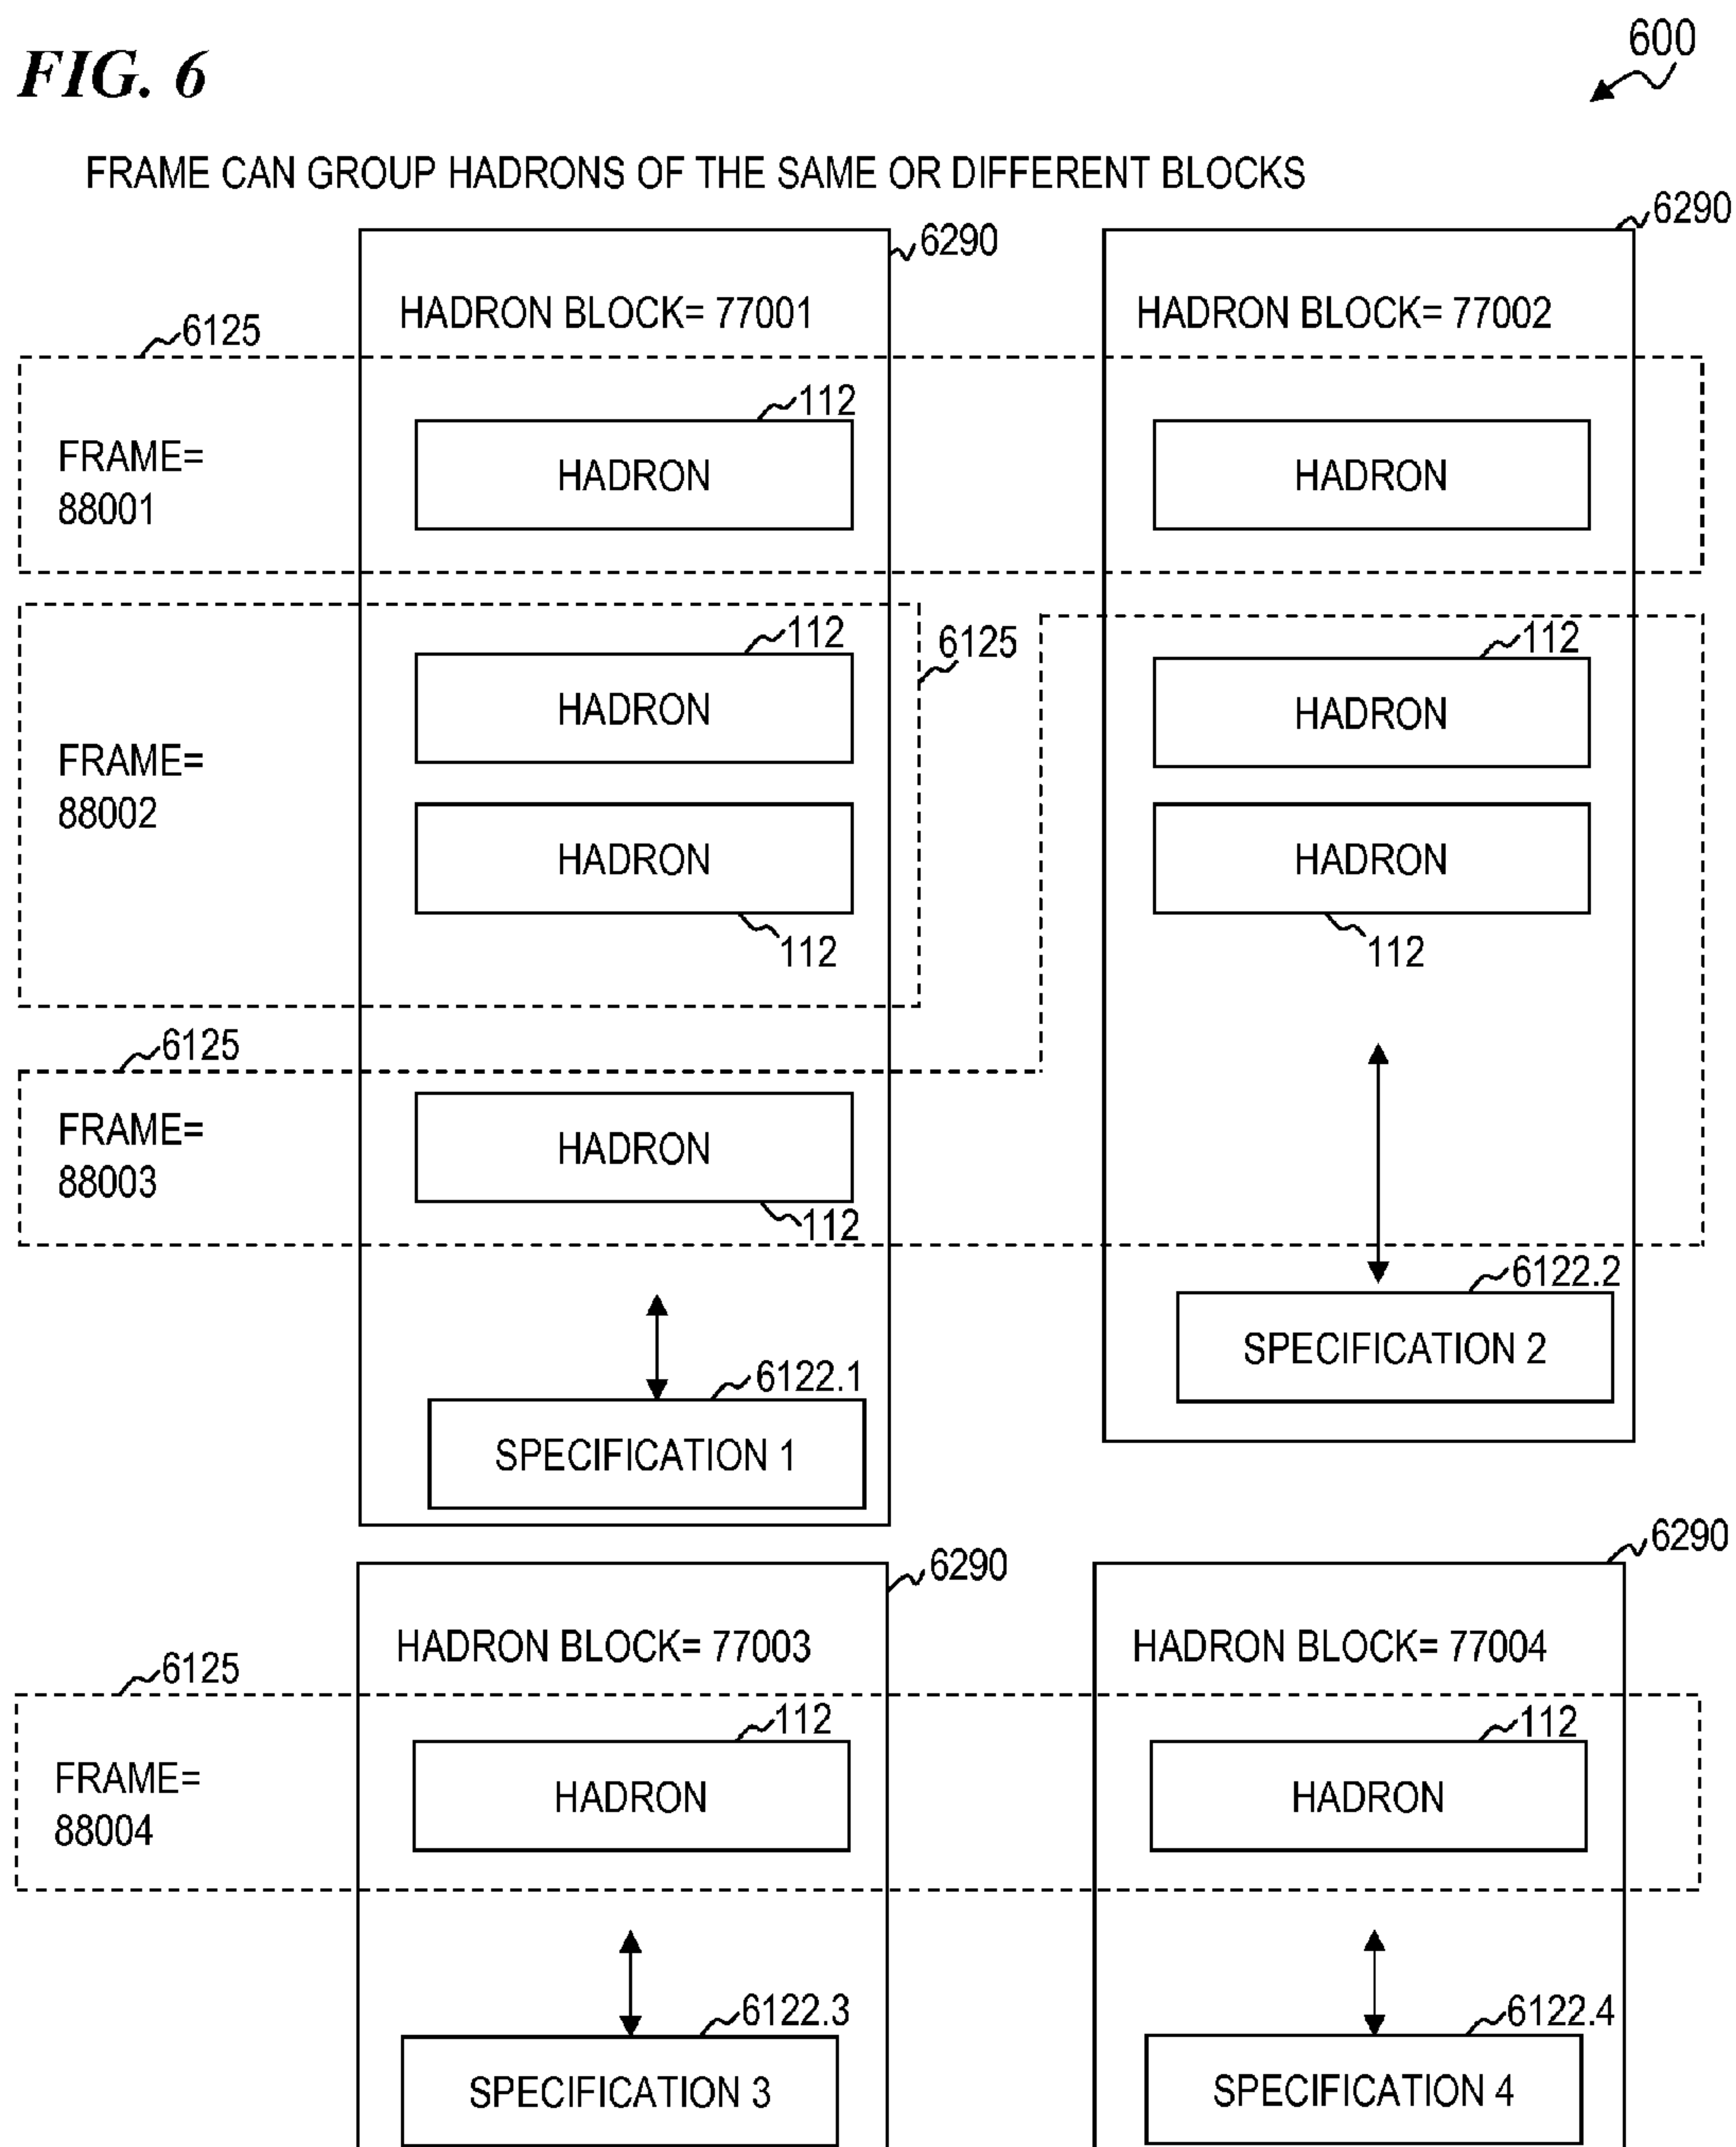 FIG. 6
600
FRAME CAN GROUP HADRONS OF THE SAME OR DIFFERENT BLOCKS
6290
6290
HADRON BLOCK= 77001
HADRON BLOCK= 77002
6125
112
FRAME=
88001
HADRON
HADRON
112
6125
112
HADRON
HADRON
FRAME=
88002
HADRON
HADRON
112
112
6125
FRAME=
88003
HADRON
112
6122.2
SPECIFICATION 2
6122.1
SPECIFICATION 1
6290
6290
HADRON BLOCK= 77003
HADRON BLOCK= 77004
6125
112
112
FRAME=
88004
HADRON
HADRON
6122.3
6122.4
SPECIFICATION 3
SPECIFICATION 4